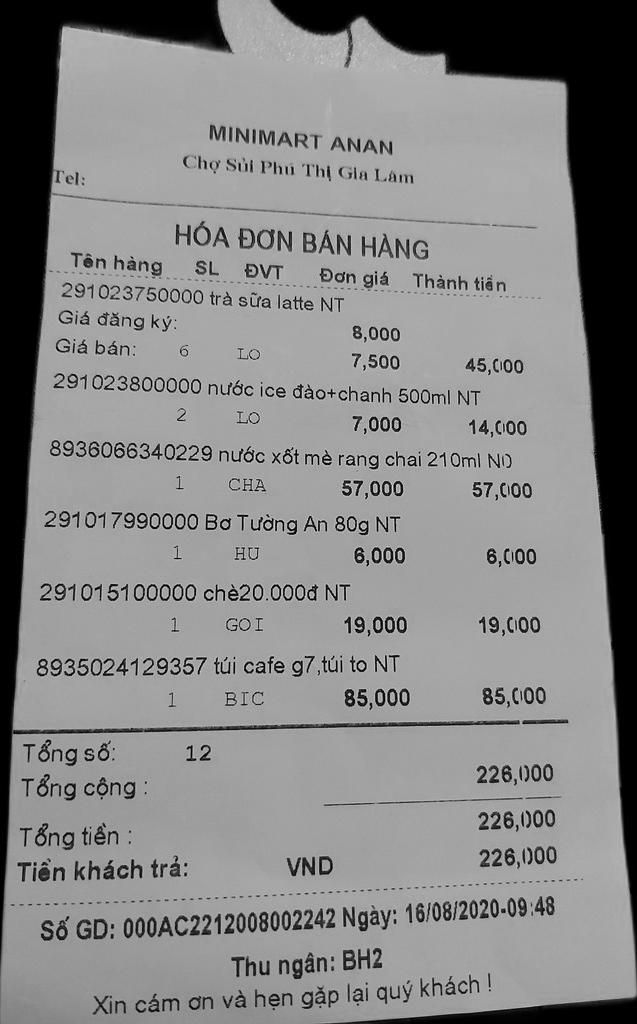 MINIMART ANAN
Chợ Sủi Phú Thị Gia Lâm
Tel:
HÓA ĐƠN BÁN HÀNG
Tên hàng SL ĐVT Đơn giá Thành tiền
291023750000 trà sữa latte NT
Giá đăng ký: 8,000
Giá bán: 6 LO 7,500 45,000
291023800000 nước ice đào+chanh 500ml NT
2 LO 7,000 14,000
8936066340229 nước xốt mè rang chai 210ml NO
1 CHA 57,000 57,000
291017990000 Bơ Tường An 80g NT
1 HU 6,000 6,000
291015100000 chè20.000đ NT
1 GOI 19,000 19,000
8935024129357 túi cafe g7,túi to NT
1 BIC 85,000 85,000
Tổng số: 12
Tổng cộng : 226,000
Tổng tiền : 226,000
Tiền khách trả: VND 226,000
Số GD: 000AC2212008002242 Ngày: 16/08/2020-09:48
Thu ngân: BH2
Xin cám ơn và hẹn gặp lại quý khách !